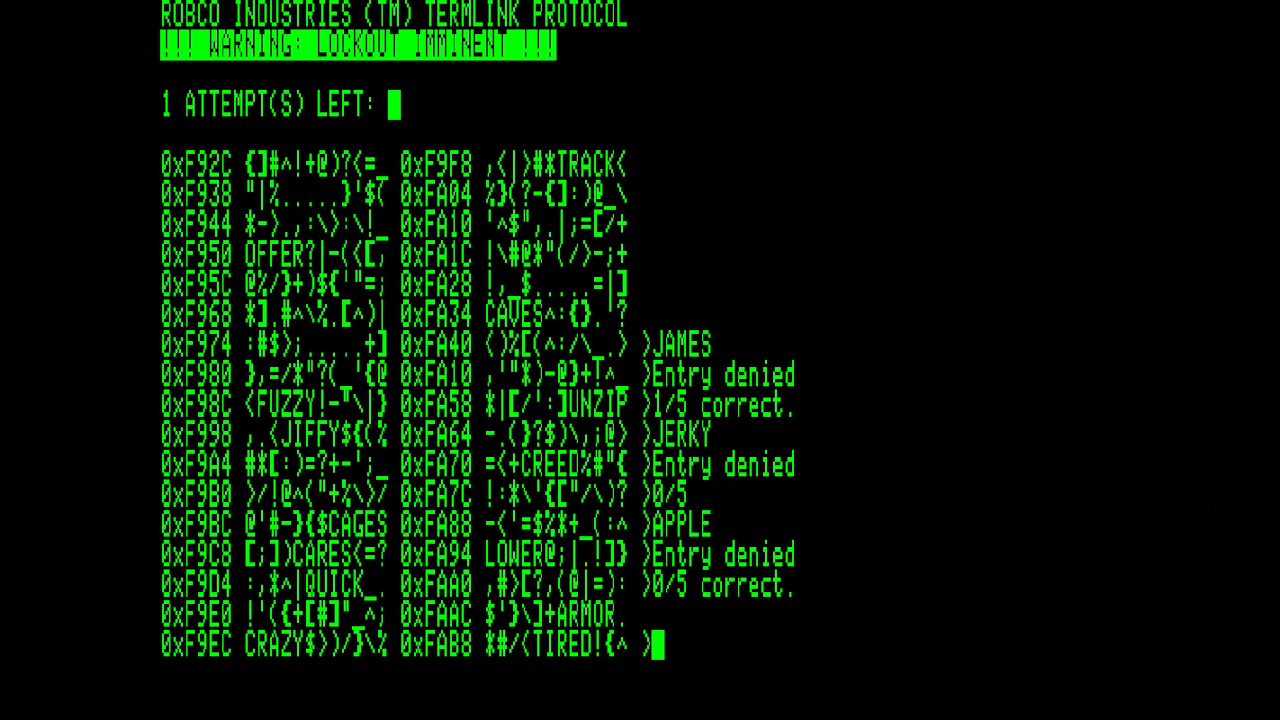 ROBCO INDUSTRIES (TM) TERMLINK PROTOCOL
!!! WARNING: LOCKOUT IMMINENT !!!
1 ATTEMPT(S) LEFT:
0xF92C {]#^!+@)?<=_ 0xF9F8 ,<|>#*TRACK<
0xF938 "|%.....}'$( 0xFA04 %}(?-{]:)@_\
0xF944 *->.,:\>:\!_ 0xFA10 '^$",.|;=[/+
0xF950 OFFER?|-(<[; 0xFA1C !\#@*"(/>-;+
0xF95C @%/}+)${'"=; 0xFA28 !,_$.....=|]
0xF968 *].#^\%.[^)| 0xFA34 CAVES^:{}.'?
0xF974 :#$>;.....+] 0xFA40 ()%[(^:/\_.> >JAMES
0xF980 },=/*"?(_'{@ 0xFA10 ,'"*)-@}+!^_ >Entry denied
0xF98C <FUZZY!-"\|} 0xFA58 *|[/':]UNZIP >1/5 correct.
0xF998 ,.<JIFFY${(% 0xFA64 -.(}?$)\,;@> >JERKY
0xF9A4 #*[:)=?+-';_ 0xFA70 =<+CREED%#"{ >Entry denied
0xF9B0 >/!@^("+%\>/ 0xFA7C !:*\'{["/\)? >0/5
0xF9BC @'#-}{$CAGES 0xFA88 -<'=$%*+_(:^ >APPLE
0xF9C8 [;])CARES<=? 0xFA94 LOWER@;|.!]} >Entry denied
0xF9D4 :,*^|QUICK_. 0xFAA0 ,#>[?,(@|=): >0/5 correct.
0xF9E0 !'({+[#]"_^; 0xFAAC $'}\]+ARMOR.
0xF9EC CRAZY$>)/}\% 0xFAB8 *#/<TIRED!{^ >